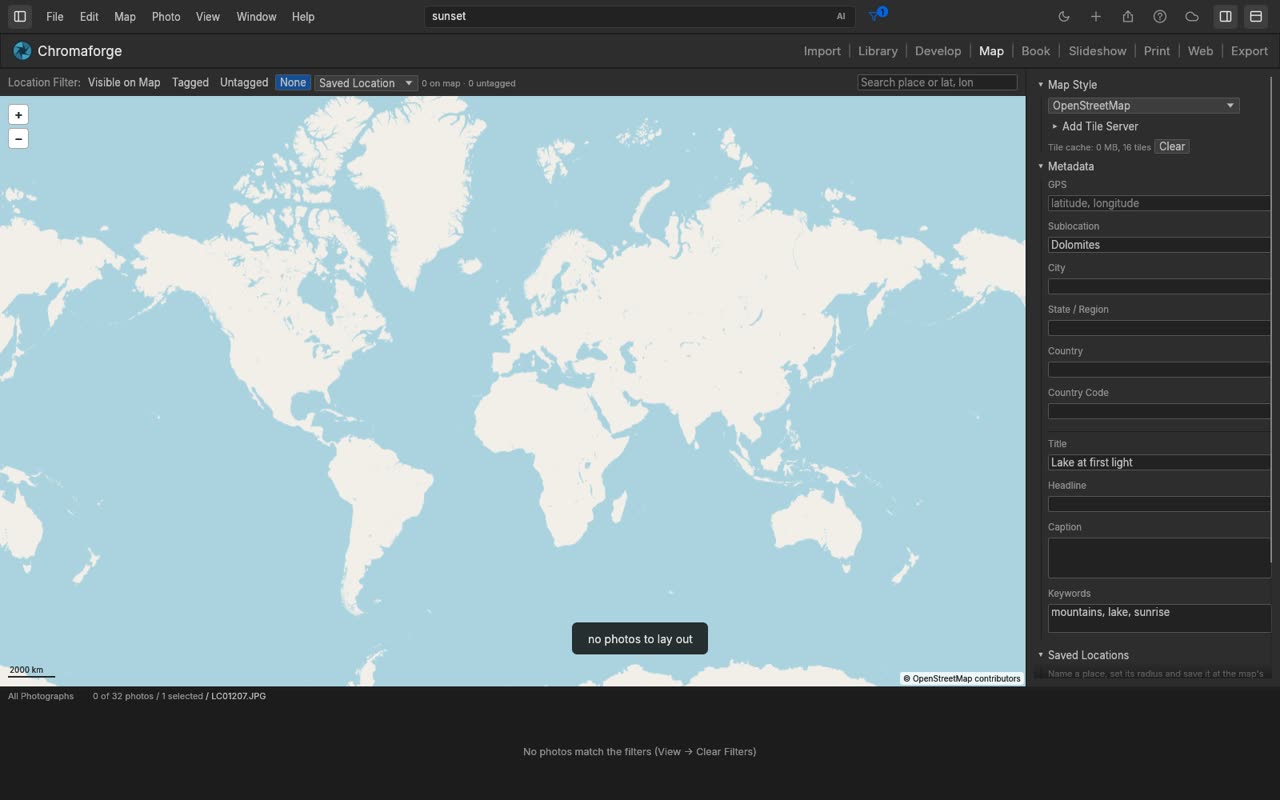 File Edit Map Photo View Window Help
sunset
AI
1
Chromaforge
Import Library Develop Map Book Slideshow Print Web Export
Location Filter: Visible on Map Tagged Untagged None Saved Location 0 on map · 0 untagged
Search place or lat, lon
+
−
Map Style
OpenStreetMap
Add Tile Server
Tile cache: 0 MB, 16 tiles Clear
Metadata
GPS
latitude, longitude
Sublocation
Dolomites
City
State / Region
Country
Country Code
Title
Lake at first light
Headline
Caption
Keywords
mountains, lake, sunrise
Saved Locations
Name a place, set its radius and save it at the map's
no photos to lay out
2000 km
© OpenStreetMap contributors
All Photographs 0 of 32 photos / 1 selected / LC01207.JPG
No photos match the filters (View → Clear Filters)